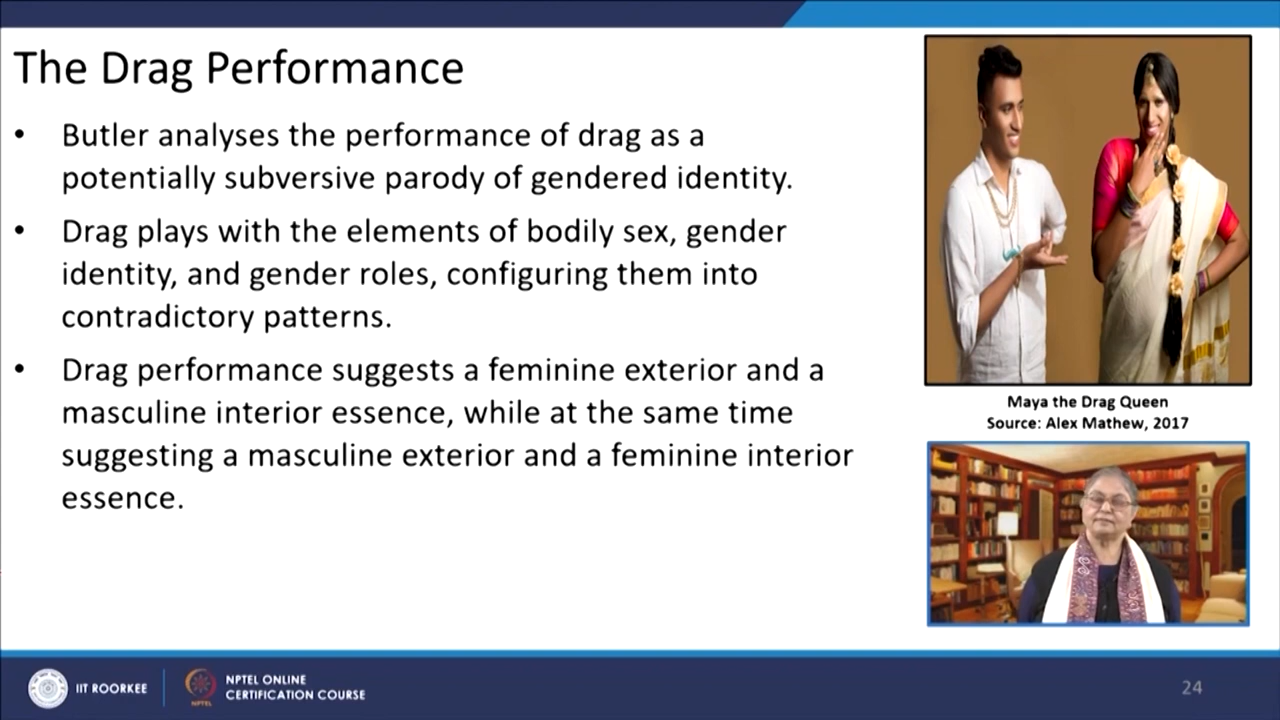 The Drag Performance
• Butler analyses the performance of drag as a
potentially subversive parody of gendered identity.
• Drag plays with the elements of bodily sex, gender
identity, and gender roles, configuring them into
contradictory patterns.
• Drag performance suggests a feminine exterior and a
masculine interior essence, while at the same time
suggesting a masculine exterior and a feminine interior
essence.
Maya the Drag Queen
Source: Alex Mathew, 2017
IIT ROORKEE
NPTEL
NPTEL ONLINE
CERTIFICATION COURSE
24